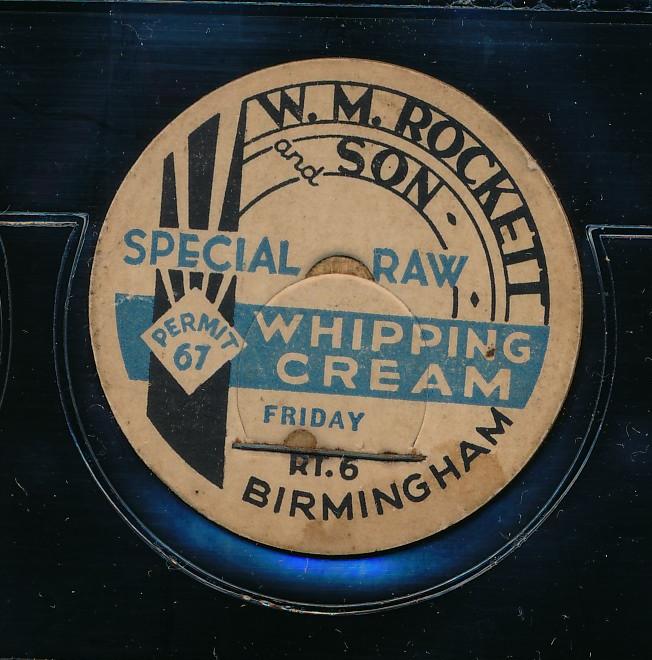 W. M. ROCKETT
and SON
SPECIAL RAW
PERMIT
67
WHIPPING
CREAM
FRIDAY
RT. 6
BIRMINGHAM